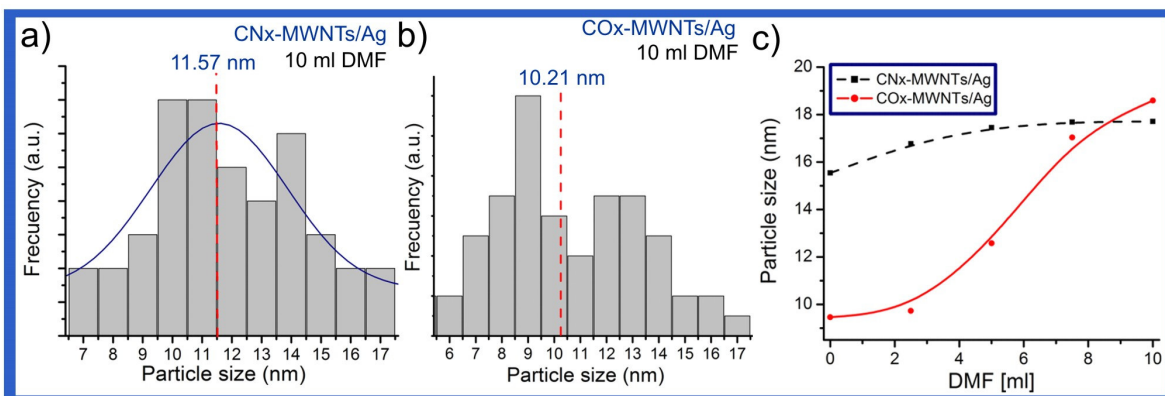 a)
CNx-MWNTs/Ag
10 ml DMF
11.57 nm
Frecuency (a.u.)
7 8 9 10 11 12 13 14 15 16 17
Particle size (nm)
b)
COx-MWNTs/Ag
10 ml DMF
10.21 nm
Frecuency (a.u.)
6 7 8 9 10 11 12 13 14 15 16 17
Particle size (nm)
c)
CNx-MWNTs/Ag
COx-MWNTs/Ag
Particle size (nm)
20
18
16
14
12
10
0 2 4 6 8 10
DMF [ml]